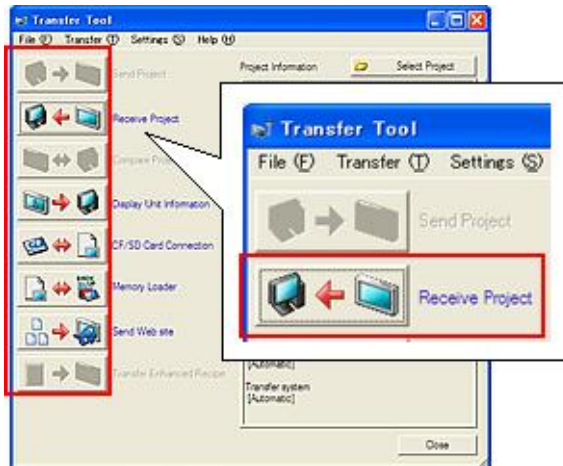 Transfer Tool
File (F) Transfer (T) Settings (S) Help (H)
Send Project
Receive Project
Compare Project
Display Unit Information
CF/SD Card Connection
Memory Loader
Send Web site
Transfer Enhanced Recipe
Project Information
Select Project
Transfer Tool
File (F) Transfer (T) Settings (S)
Send Project
Receive Project
[Automatic]
Transfer system
[Automatic]
Close